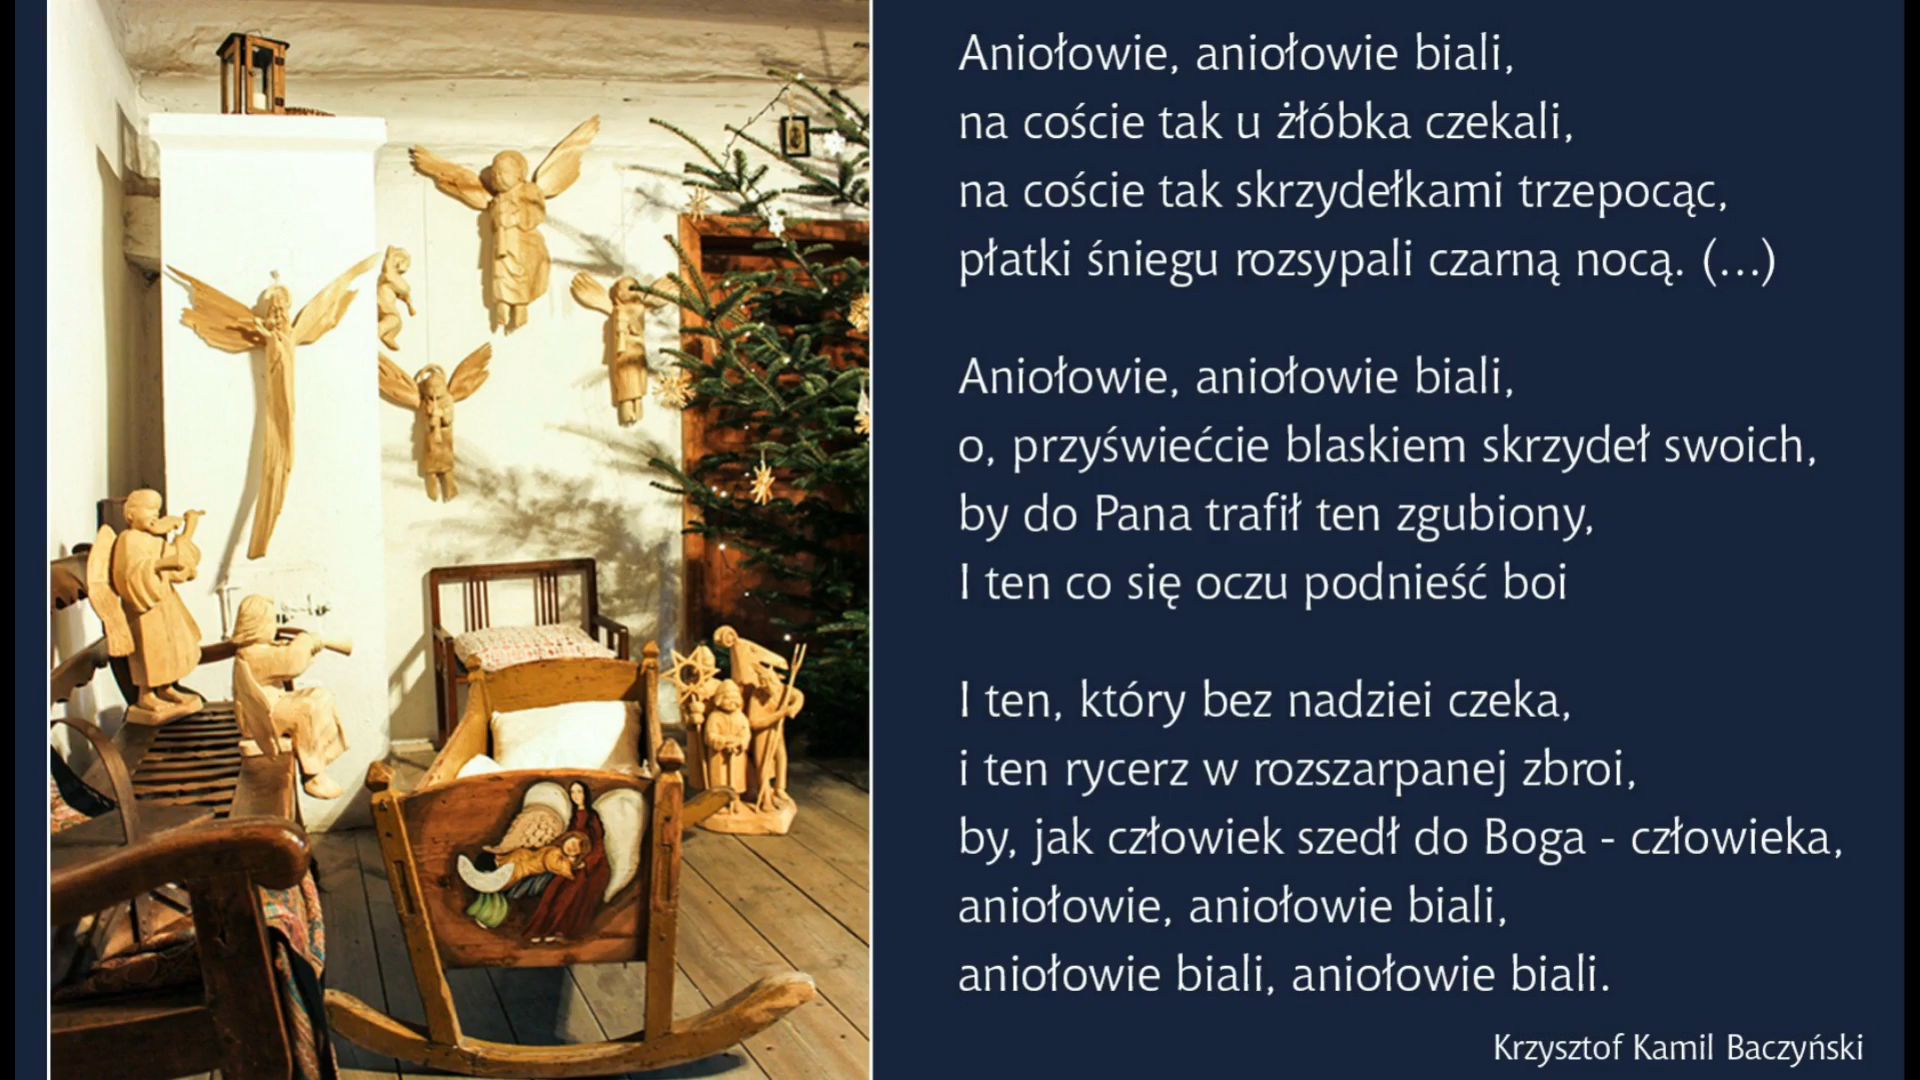 Aniołowie, aniołowie biali,
na coście tak u żłóbka czekali,
na coście tak skrzydełkami trzepocąc,
płatki śniegu rozsypali czarną nocą. (...)
Aniołowie, aniołowie biali,
o, przyświećcie blaskiem skrzydeł swoich,
by do Pana trafił ten zgubiony,
I ten co się oczu podnieść boi
I ten, który bez nadziei czeka,
i ten rycerz w rozszarpanej zbroi,
by, jak człowiek szedł do Boga - człowieka,
aniołowie, aniołowie biali,
aniołowie biali, aniołowie biali.
Krzysztof Kamil Baczyński